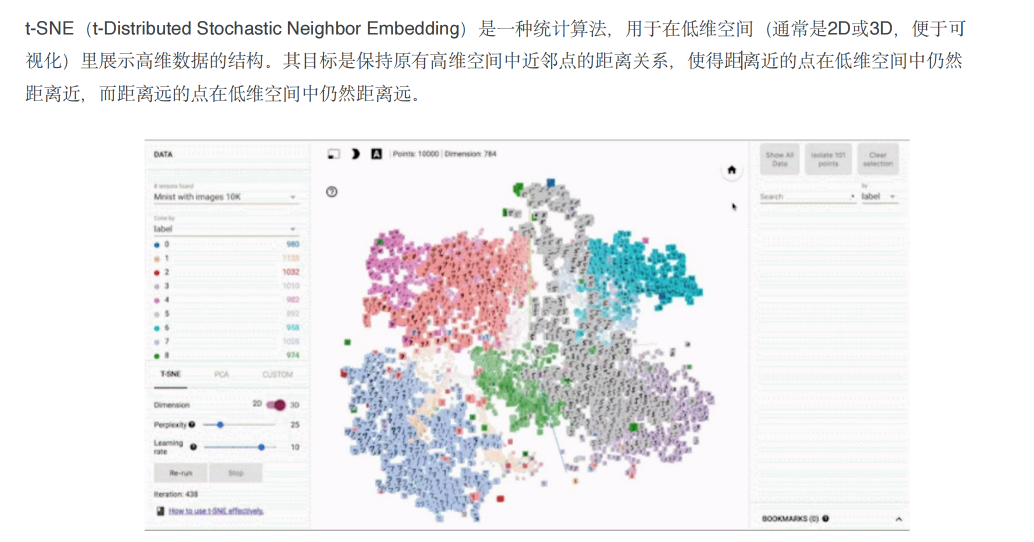 t-SNE（t-Distributed Stochastic Neighbor Embedding）是一种统计算法，用于在低维空间（通常是2D或3D，便于可
视化）里展示高维数据的结构。其目标是保持原有高维空间中近邻点的距离关系，使得距离近的点在低维空间中仍然
距离近，而距离远的点在低维空间中仍然距离远。
DATA
Points: 10000 | Dimension: 784
Show All
Data
Isolate 101
points
Clear
selection
Mnist with images 10K
Search
by
label
Color by
label
0 980
1
2 1032
3 1010
4 982
5 892
6 958
7 1028
8 974
T-SNE PCA CUSTOM
Dimension 2D 3D
Perplexity 25
Learning
rate
10
Re-run Stop
Iteration: 438
How to use t-SNE effectively.
BOOKMARKS (0)